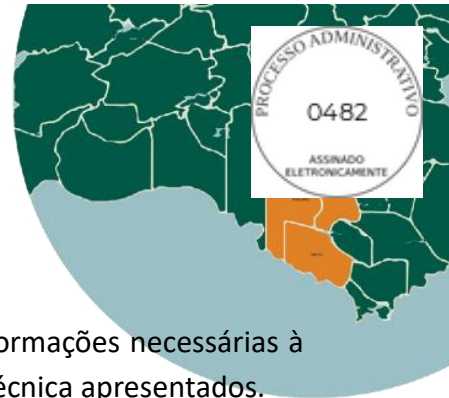 PROCESSO ADMINISTRATIVO
0482
ASSINADO
ELETRONICAMENTE
ormações necessárias à
écnica apresentados.